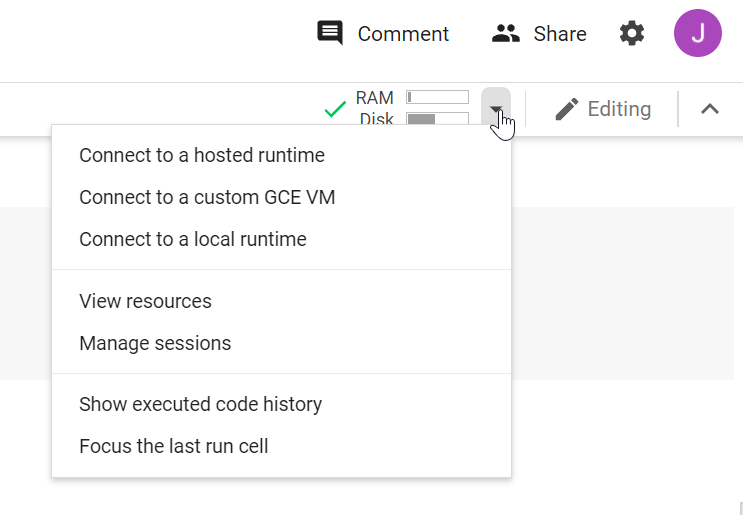 Comment
Share
J
RAM
Disk
Editing
Connect to a hosted runtime
Connect to a custom GCE VM
Connect to a local runtime
View resources
Manage sessions
Show executed code history
Focus the last run cell